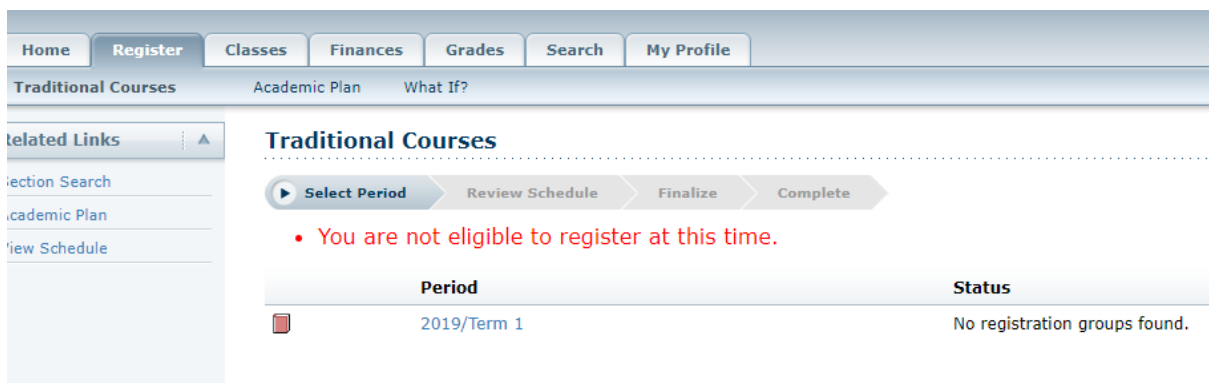 Home Register Classes Finances Grades Search My Profile
Traditional Courses Academic Plan What If?
Related Links
Section Search
Academic Plan
View Schedule
Traditional Courses
Select Period Review Schedule Finalize Complete
• You are not eligible to register at this time.
Period Status
2019/Term 1 No registration groups found.